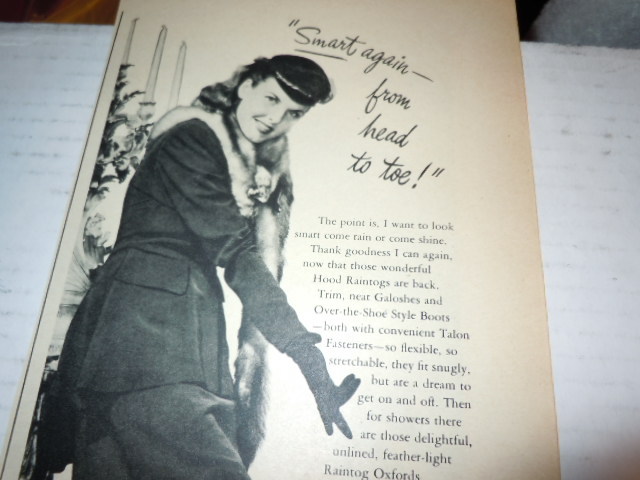 "Smart again—
from
head
to toe!"
The point is, I want to look
smart come rain or come shine.
Thank goodness I can again,
now that those wonderful
Hood Raintogs are back.
Trim, neat Galoshes and
Over-the-Shoe Style Boots
—both with convenient Talon
Fasteners—so flexible, so
stretchable, they fit snugly,
but are a dream to
get on and off. Then
for showers there
are those delightful,
unlined, feather-light
Raintog Oxfords